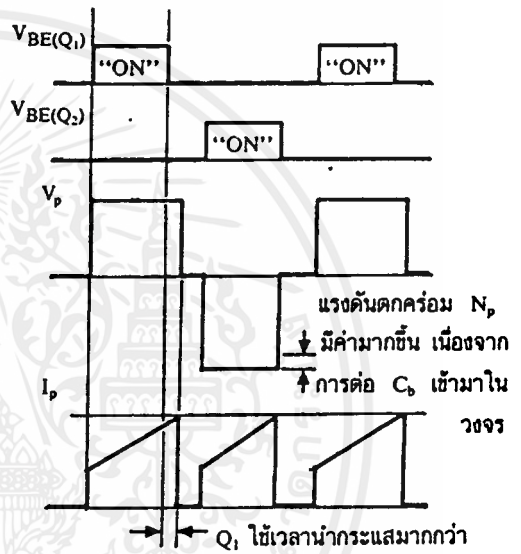 V_BE(Q₁)
"ON"
"ON"
V_BE(Q₂)
"ON"
V_p
แรงดันตกคร่อม N_p
มีค่ามากขึ้น เนื่องจาก
การต่อ C_b เข้ามาใน
วงจร
I_p
Q₁ ใช้เวลานำกระแสมากกว่า